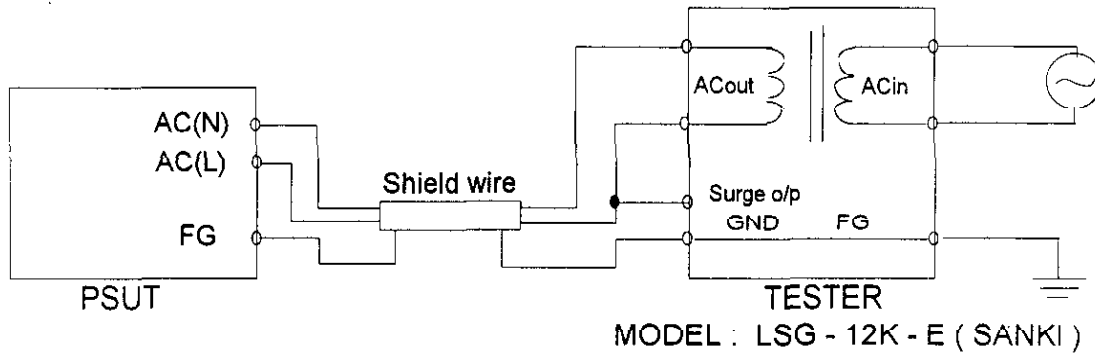 ACout
ACin
AC(N)
AC(L)
Shield wire
Surge o/p
FG
GND
FG
PSUT
TESTER
MODEL : LSG - 12K - E ( SANKI )